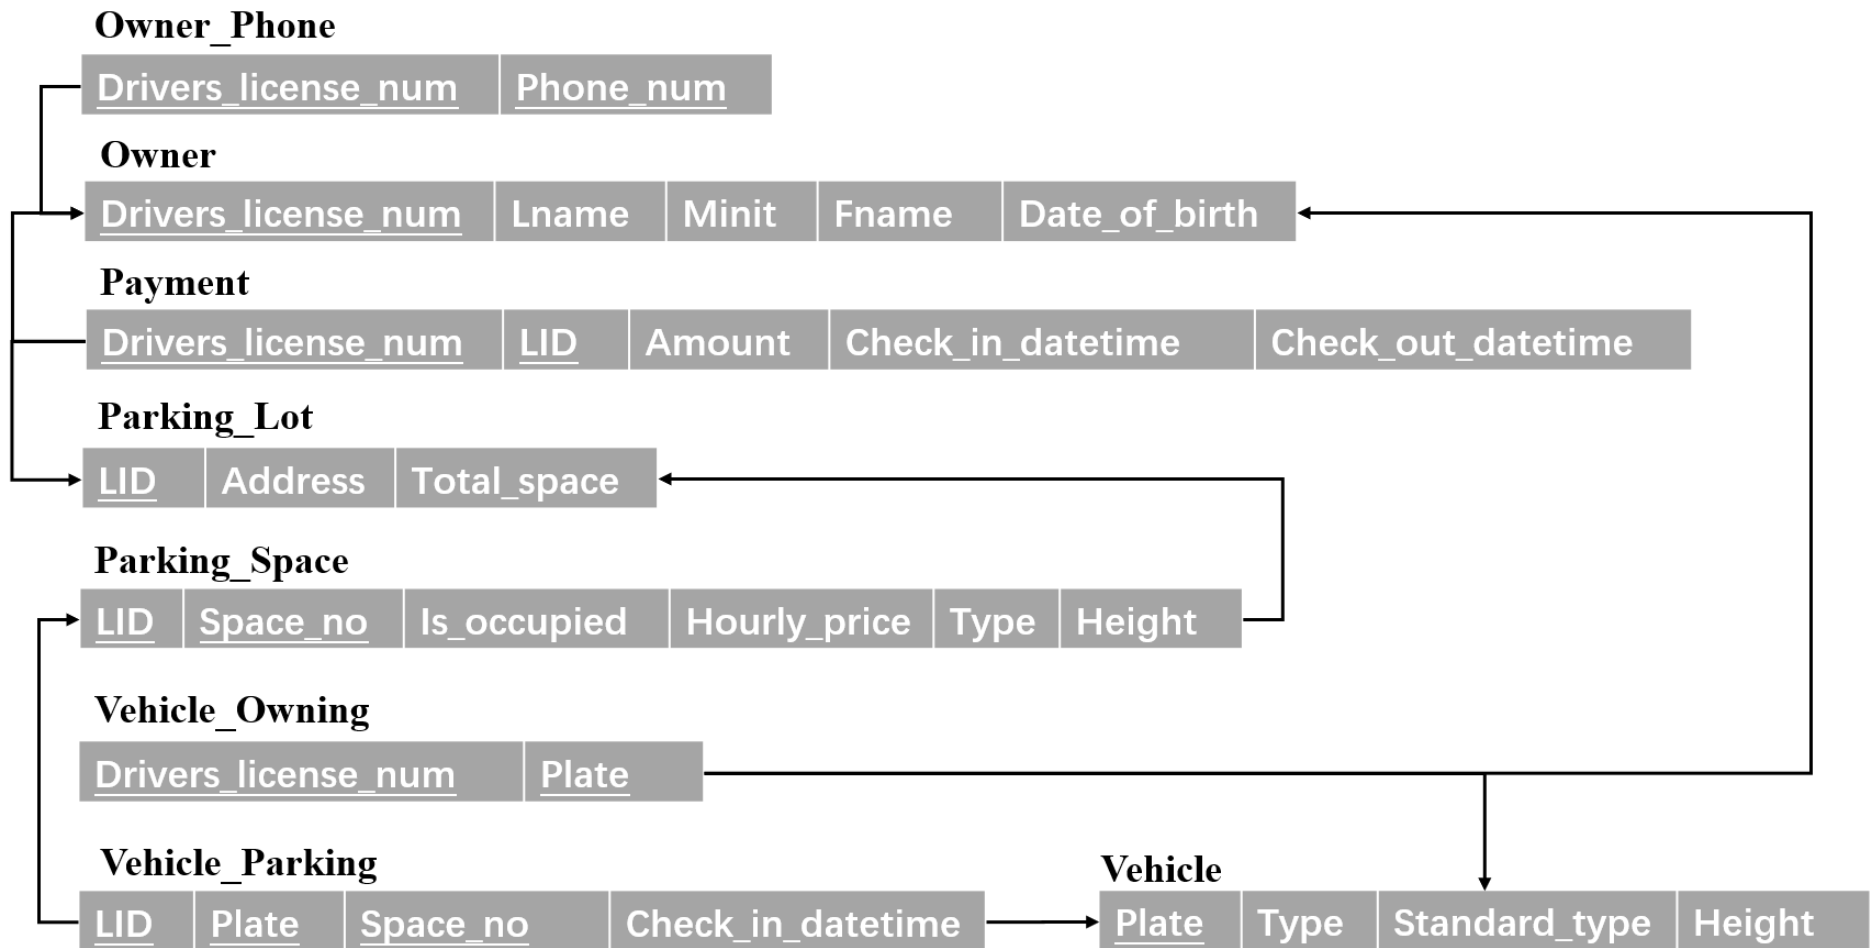 Owner_Phone
Drivers_license_num Phone_num
Owner
Drivers_license_num Lname Minit Fname Date_of_birth
Payment
Drivers_license_num LID Amount Check_in_datetime Check_out_datetime
Parking_Lot
LID Address Total_space
Parking_Space
LID Space_no Is_occupied Hourly_price Type Height
Vehicle_Owning
Drivers_license_num Plate
Vehicle_Parking
LID Plate Space_no Check_in_datetime
Vehicle
Plate Type Standard_type Height